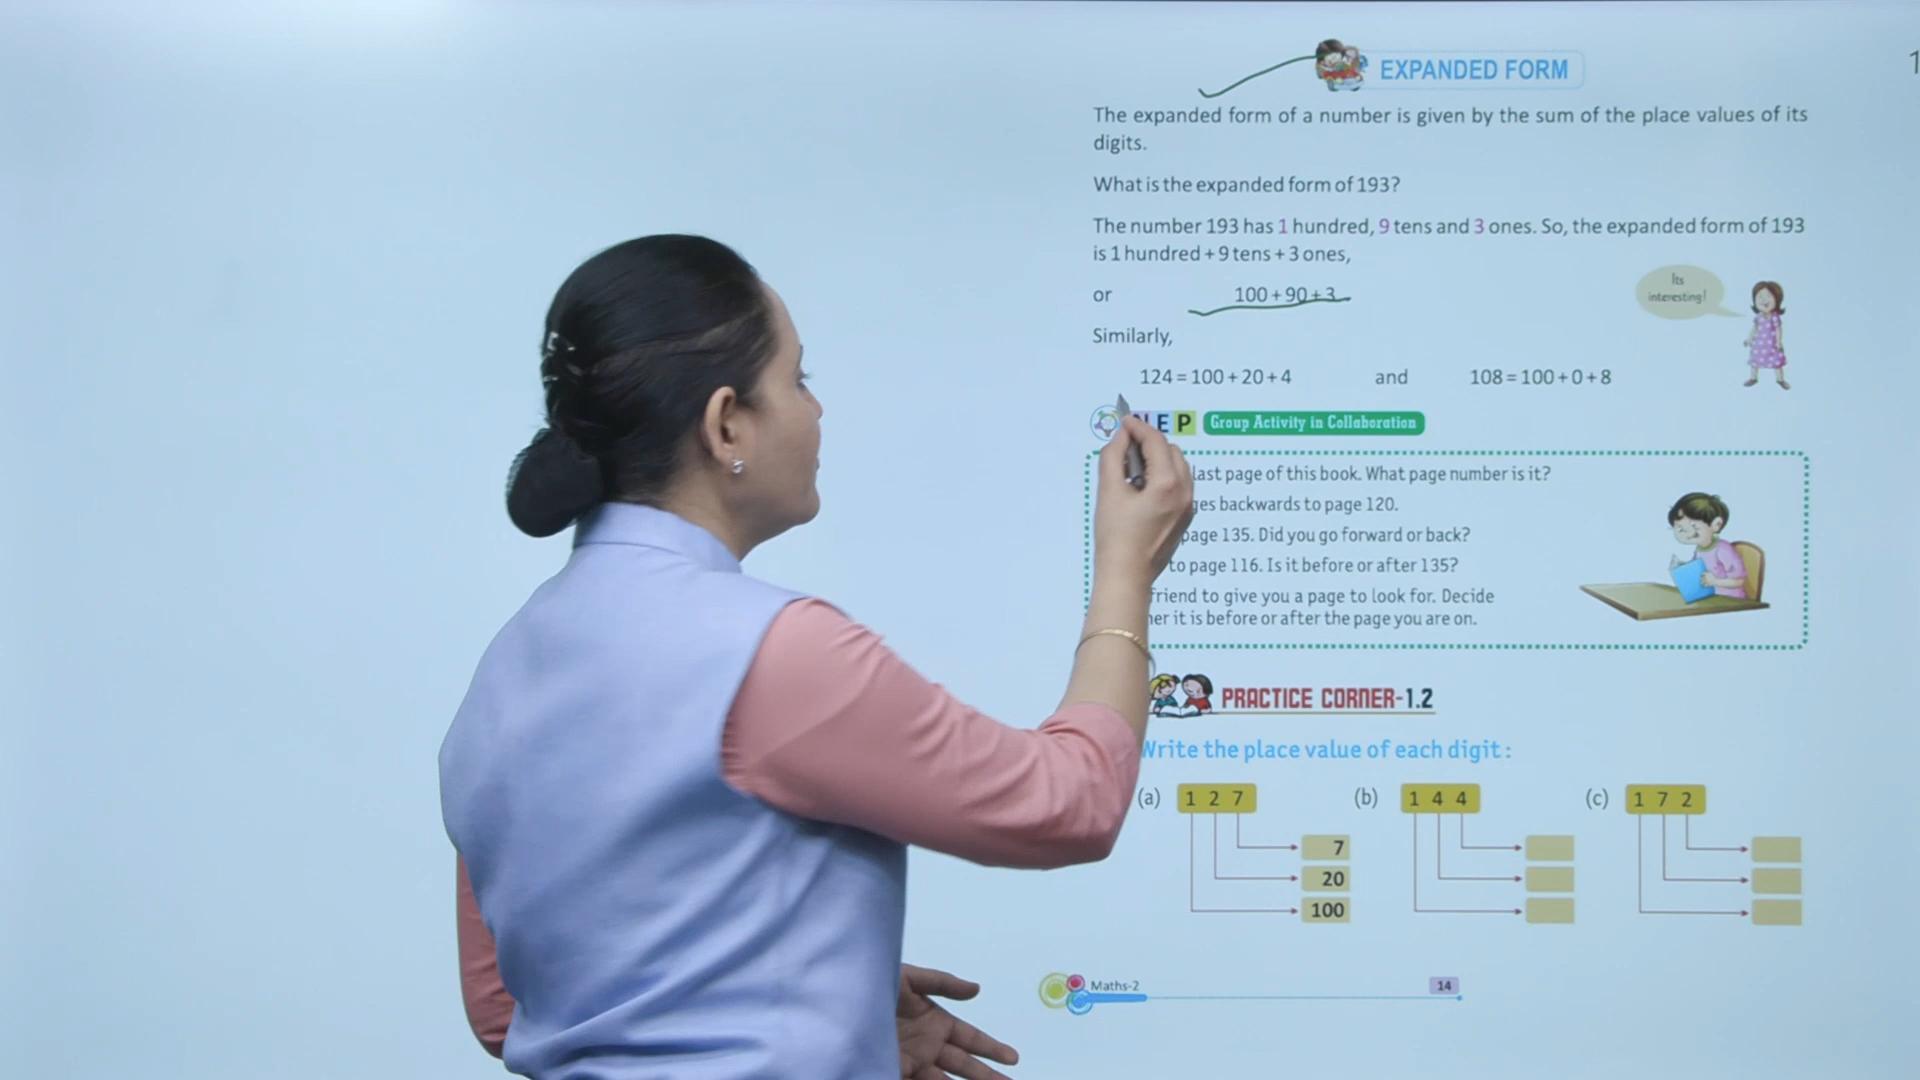 1
EXPANDED FORM
The expanded form of a number is given by the sum of the place values of its
digits.
What is the expanded form of 193?
The number 193 has 1 hundred, 9 tens and 3 ones. So, the expanded form of 193
is 1 hundred + 9 tens + 3 ones,
or 100 + 90 + 3
Its
interesting!
Similarly,
124 = 100 + 20 + 4 and 108 = 100 + 0 + 8
N E P Group Activity in Collaboration
last page of this book. What page number is it?
backwards to page 120.
page 135. Did you go forward or back?
to page 116. Is it before or after 135?
friend to give you a page to look for. Decide
it is before or after the page you are on.
PRACTICE CORNER-1.2
Write the place value of each digit :
(a) 1 2 7 (b) 1 4 4 (c) 1 7 2
7
20
100
Maths-2 14